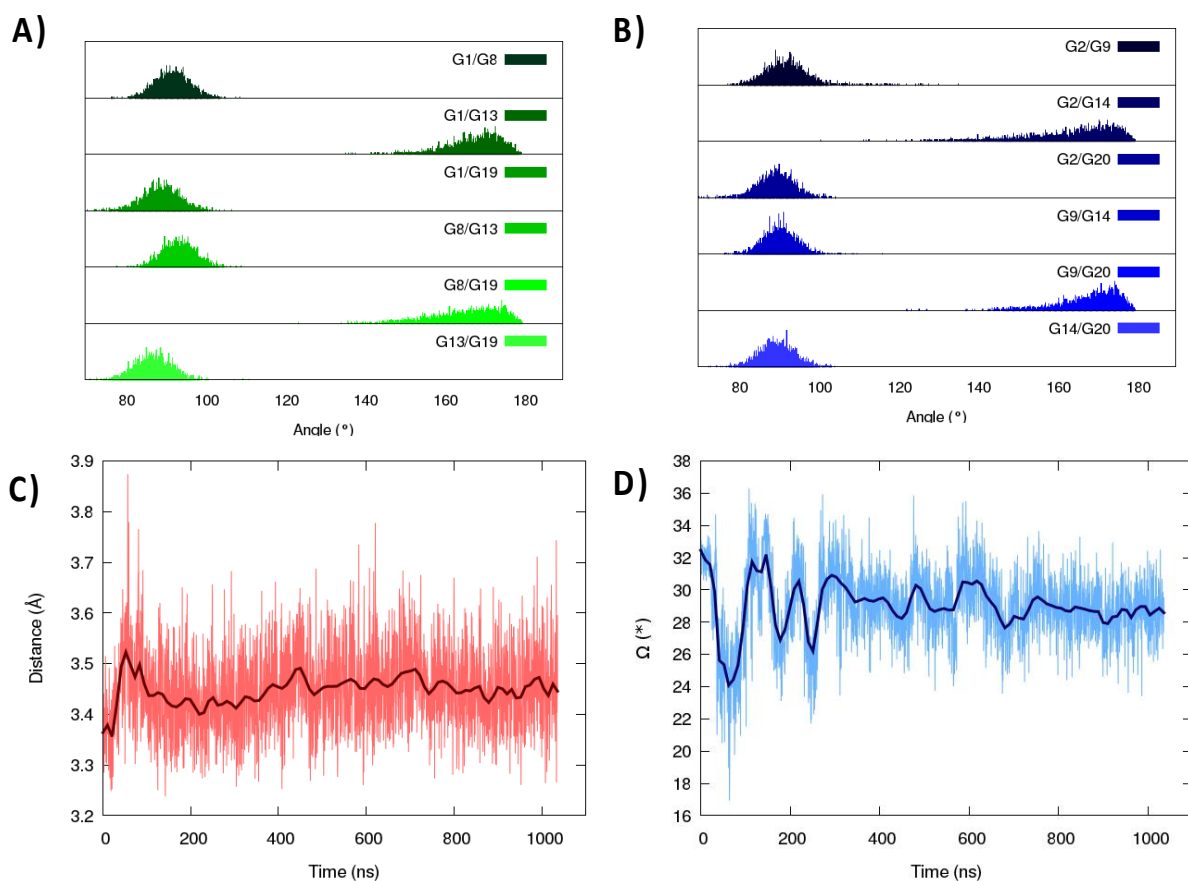 A)
G1/G8
G1/G13
G1/G19
G8/G13
G8/G19
G13/G19
80 100 120 140 160 180
Angle (°)
B)
G2/G9
G2/G14
G2/G20
G9/G14
G9/G20
G14/G20
80 100 120 140 160 180
Angle (°)
C)
3.9
3.8
3.7
3.6
3.5
3.4
3.3
3.2
Distance (Å)
0 200 400 600 800 1000
Time (ns)
D)
38
36
34
32
30
28
26
24
22
20
18
16
Ω (*)
0 200 400 600 800 1000
Time (ns)